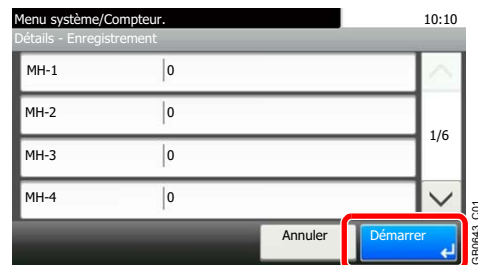 Menu système/Compteur. 10:10
Détails - Enregistrement
MH-1 0
MH-2 0
1/6
MH-3 0
MH-4 0
Annuler Démarrer
GB0643_C01